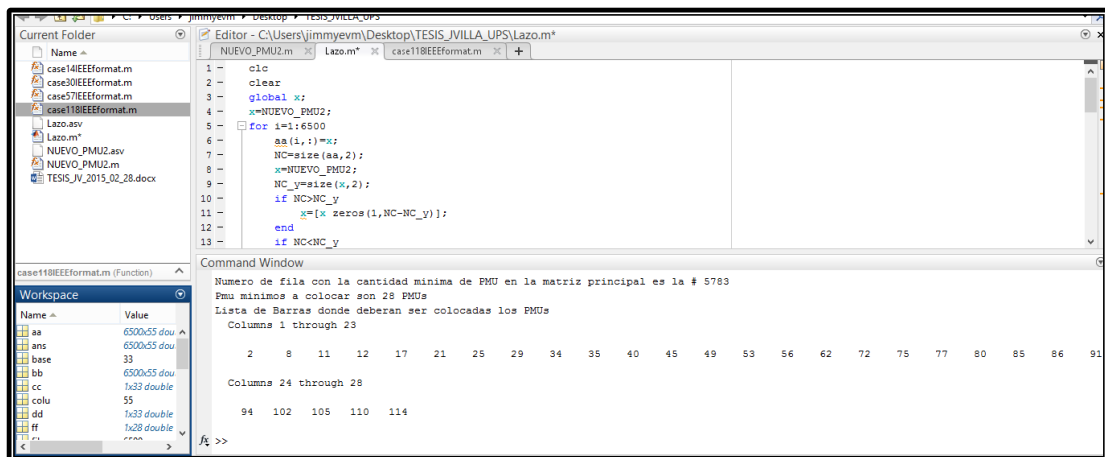 C: ▸ Users ▸ jimmyevm ▸ Desktop ▸ TESIS_JVILLA_UPS
Current Folder
Name
case14IEEEformat.m
case30IEEEformat.m
case57IEEEformat.m
case118IEEEformat.m
Lazo.asv
Lazo.m*
NUEVO_PMU2.asv
NUEVO_PMU2.m
TESIS_JV_2015_02_28.docx
case118IEEEformat.m (Function)
Workspace
Name Value
aa 6500x55 dou
ans 6500x55 dou
base 33
bb 6500x55 dou
cc 1x33 double
colu 55
dd 1x33 double
ff 1x28 double
Editor - C:\Users\jimmyevm\Desktop\TESIS_JVILLA_UPS\Lazo.m*
NUEVO_PMU2.m Lazo.m* case118IEEEformat.m +
1 - clc
2 - clear
3 - global x;
4 - x=NUEVO_PMU2;
5 - for i=1:6500
6 - aa(i,:)=x;
7 - NC=size(aa,2);
8 - x=NUEVO_PMU2;
9 - NC_y=size(x,2);
10 - if NC>NC_y
11 - x=[x zeros(1,NC-NC_y)];
12 - end
13 - if NC<NC_y
Command Window
Numero de fila con la cantidad minima de PMU en la matriz principal es la # 5783
Pmu minimos a colocar son 28 PMUs
Lista de Barras donde deberan ser colocadas los PMUs
Columns 1 through 23
2 8 11 12 17 21 25 29 34 35 40 45 49 53 56 62 72 75 77 80 85 86 91
Columns 24 through 28
94 102 105 110 114
fx >>